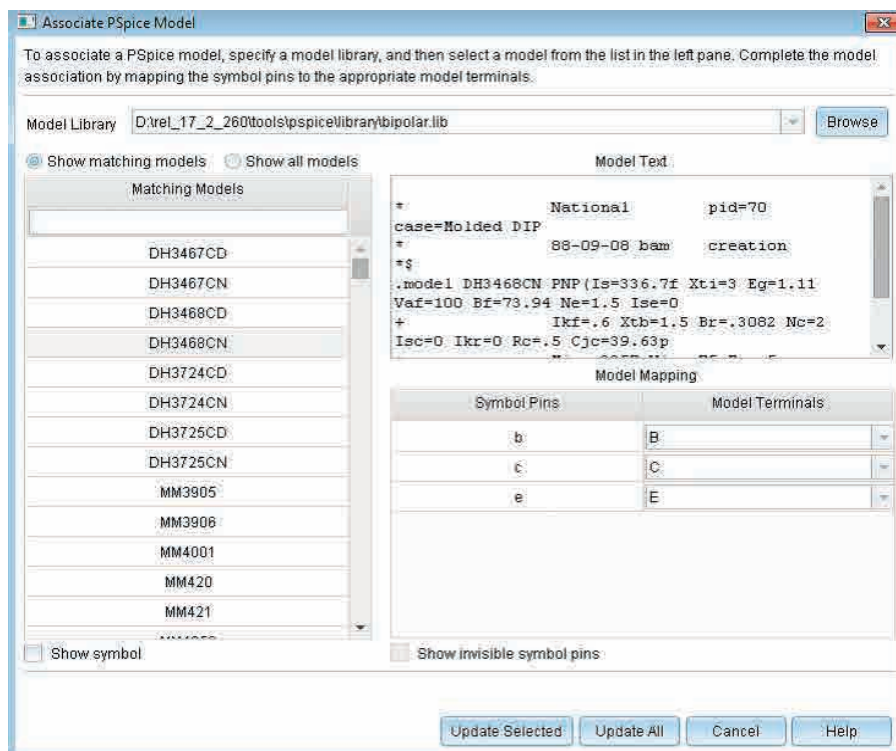 Associate PSpice Model
To associate a PSpice model, specify a model library, and then select a model from the list in the left pane. Complete the model
association by mapping the symbol pins to the appropriate model terminals.
Model Library D:\rel_17_2_260\tools\pspice\library\bipolar.lib Browse
Show matching models Show all models
Matching Models
DH3467CD
DH3467CN
DH3468CD
DH3468CN
DH3724CD
DH3724CN
DH3725CD
DH3725CN
MM3905
MM3906
MM4001
MM420
MM421
Show symbol
Model Text
* National pid=70
case=Molded DIP
* 88-09-08 bam creation
*$
.model DH3468CN PNP(Is=336.7f Xti=3 Eg=1.11
Vaf=100 Bf=73.94 Ne=1.5 Ise=0
+ Ikf=.6 Xtb=1.5 Br=.3082 Nc=2
Isc=0 Ikr=0 Rc=.5 Cjc=39.63p
Model Mapping
Symbol Pins Model Terminals
b B
c C
e E
Show invisible symbol pins
Update Selected Update All Cancel Help